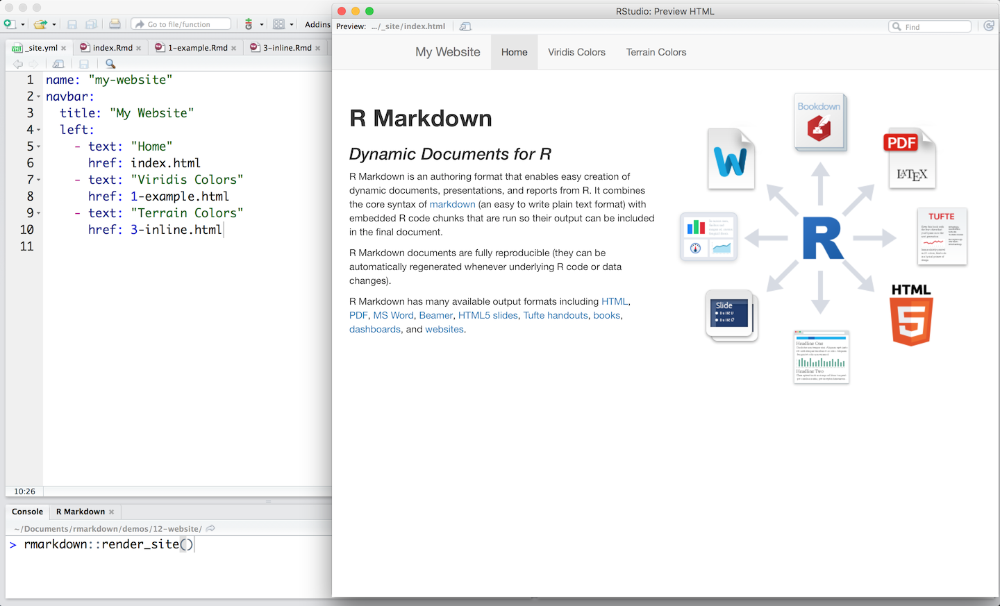 Go to file/function
Addins
_site.yml
index.Rmd
1-example.Rmd
3-inline.Rmd
1 name: "my-website"
2 navbar:
3 title: "My Website"
4 left:
5 - text: "Home"
6 href: index.html
7 - text: "Viridis Colors"
8 href: 1-example.html
9 - text: "Terrain Colors"
10 href: 3-inline.html
11
10:26
Console
R Markdown
~/Documents/rmarkdown/demos/12-website/
> rmarkdown::render_site()
RStudio: Preview HTML
Preview: .../_site/index.html
Find
My Website
Home
Viridis Colors
Terrain Colors
R Markdown
Dynamic Documents for R
R Markdown is an authoring format that enables easy creation of
dynamic documents, presentations, and reports from R. It combines
the core syntax of markdown (an easy to write plain text format) with
embedded R code chunks that are run so their output can be included
in the final document.
R Markdown documents are fully reproducible (they can be
automatically regenerated whenever underlying R code or data
changes).
R Markdown has many available output formats including HTML,
PDF, MS Word, Beamer, HTML5 slides, Tufte handouts, books,
dashboards, and websites.
Bookdown
W
PDF
LATEX
TUFTE
R
HTML
5
Slide
Headline One
Headline Two